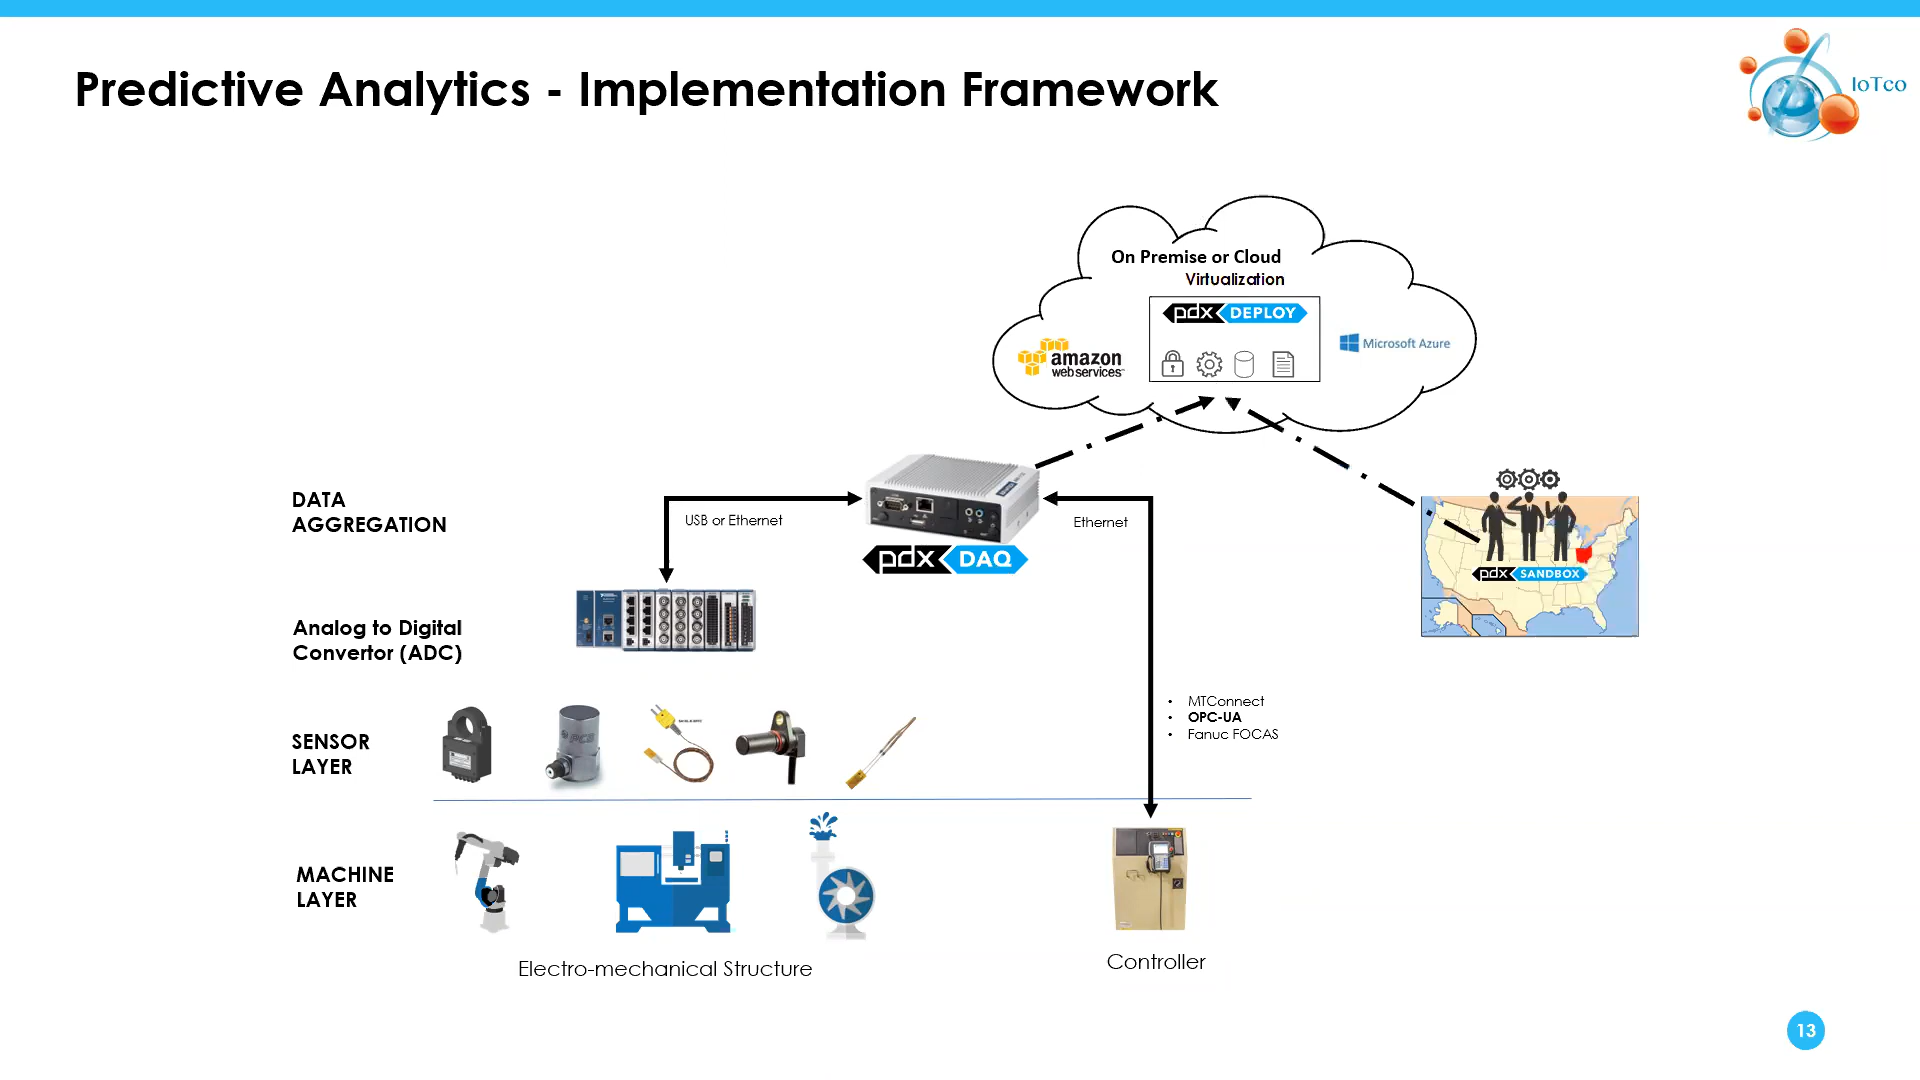 Predictive Analytics - Implementation Framework
IoTco
On Premise or Cloud
Virtualization
pdx DEPLOY
amazon
web services™
Microsoft Azure
DATA
AGGREGATION
USB or Ethernet
Ethernet
pdx DAQ
pdx SANDBOX
Analog to Digital
Convertor (ADC)
SENSOR
LAYER
PCB
• MTConnect
• OPC-UA
• Fanuc FOCAS
MACHINE
LAYER
Electro-mechanical Structure
Controller
13